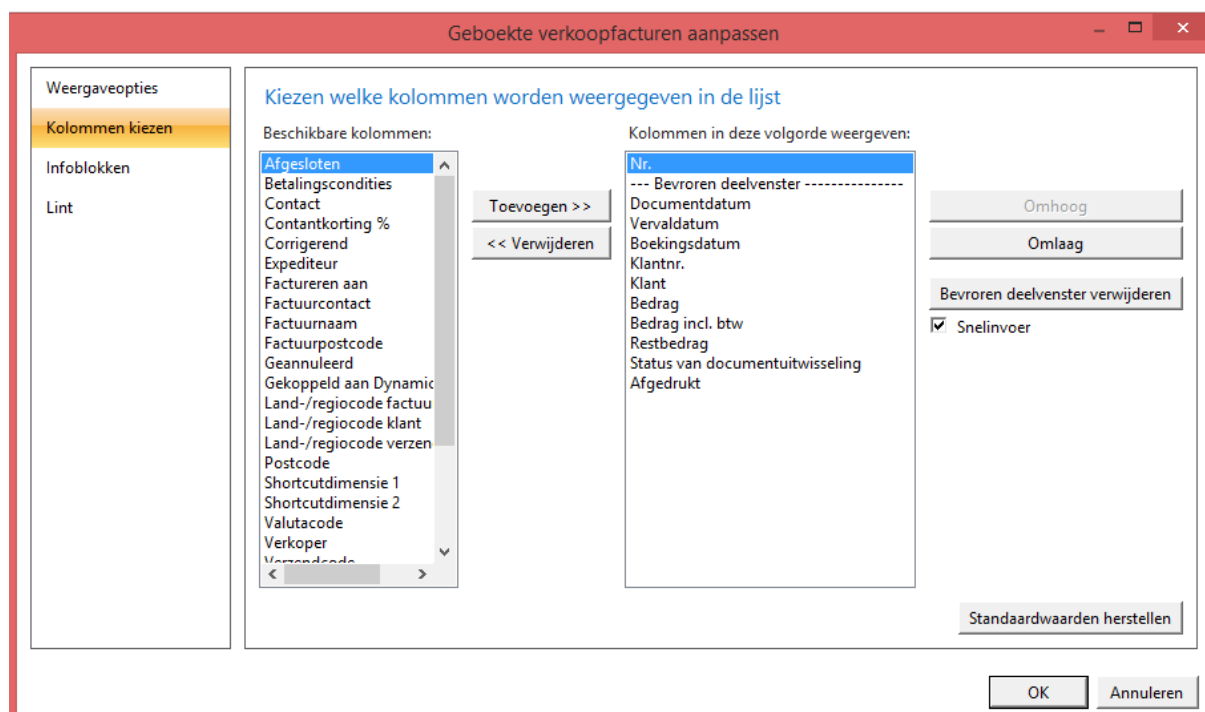 Geboekte verkoopfacturen aanpassen
Weergaveopties
Kolommen kiezen
Infoblokken
Lint
Kiezen welke kolommen worden weergegeven in de lijst
Beschikbare kolommen:
Afgesloten
Betalingscondities
Contact
Contantkorting %
Corrigerend
Expediteur
Factureren aan
Factuurcontact
Factuurnaam
Factuurpostcode
Geannuleerd
Gekoppeld aan Dynamic
Land-/regiocode factuu
Land-/regiocode klant
Land-/regiocode verzen
Postcode
Shortcutdimensie 1
Shortcutdimensie 2
Valutacode
Verkoper
Verzendcode
Toevoegen >>
<< Verwijderen
Kolommen in deze volgorde weergeven:
Nr.
--- Bevroren deelvenster ---------------
Documentdatum
Vervaldatum
Boekingsdatum
Klantnr.
Klant
Bedrag
Bedrag incl. btw
Restbedrag
Status van documentuitwisseling
Afgedrukt
Omhoog
Omlaag
Bevroren deelvenster verwijderen
Snelinvoer
Standaardwaarden herstellen
OK
Annuleren